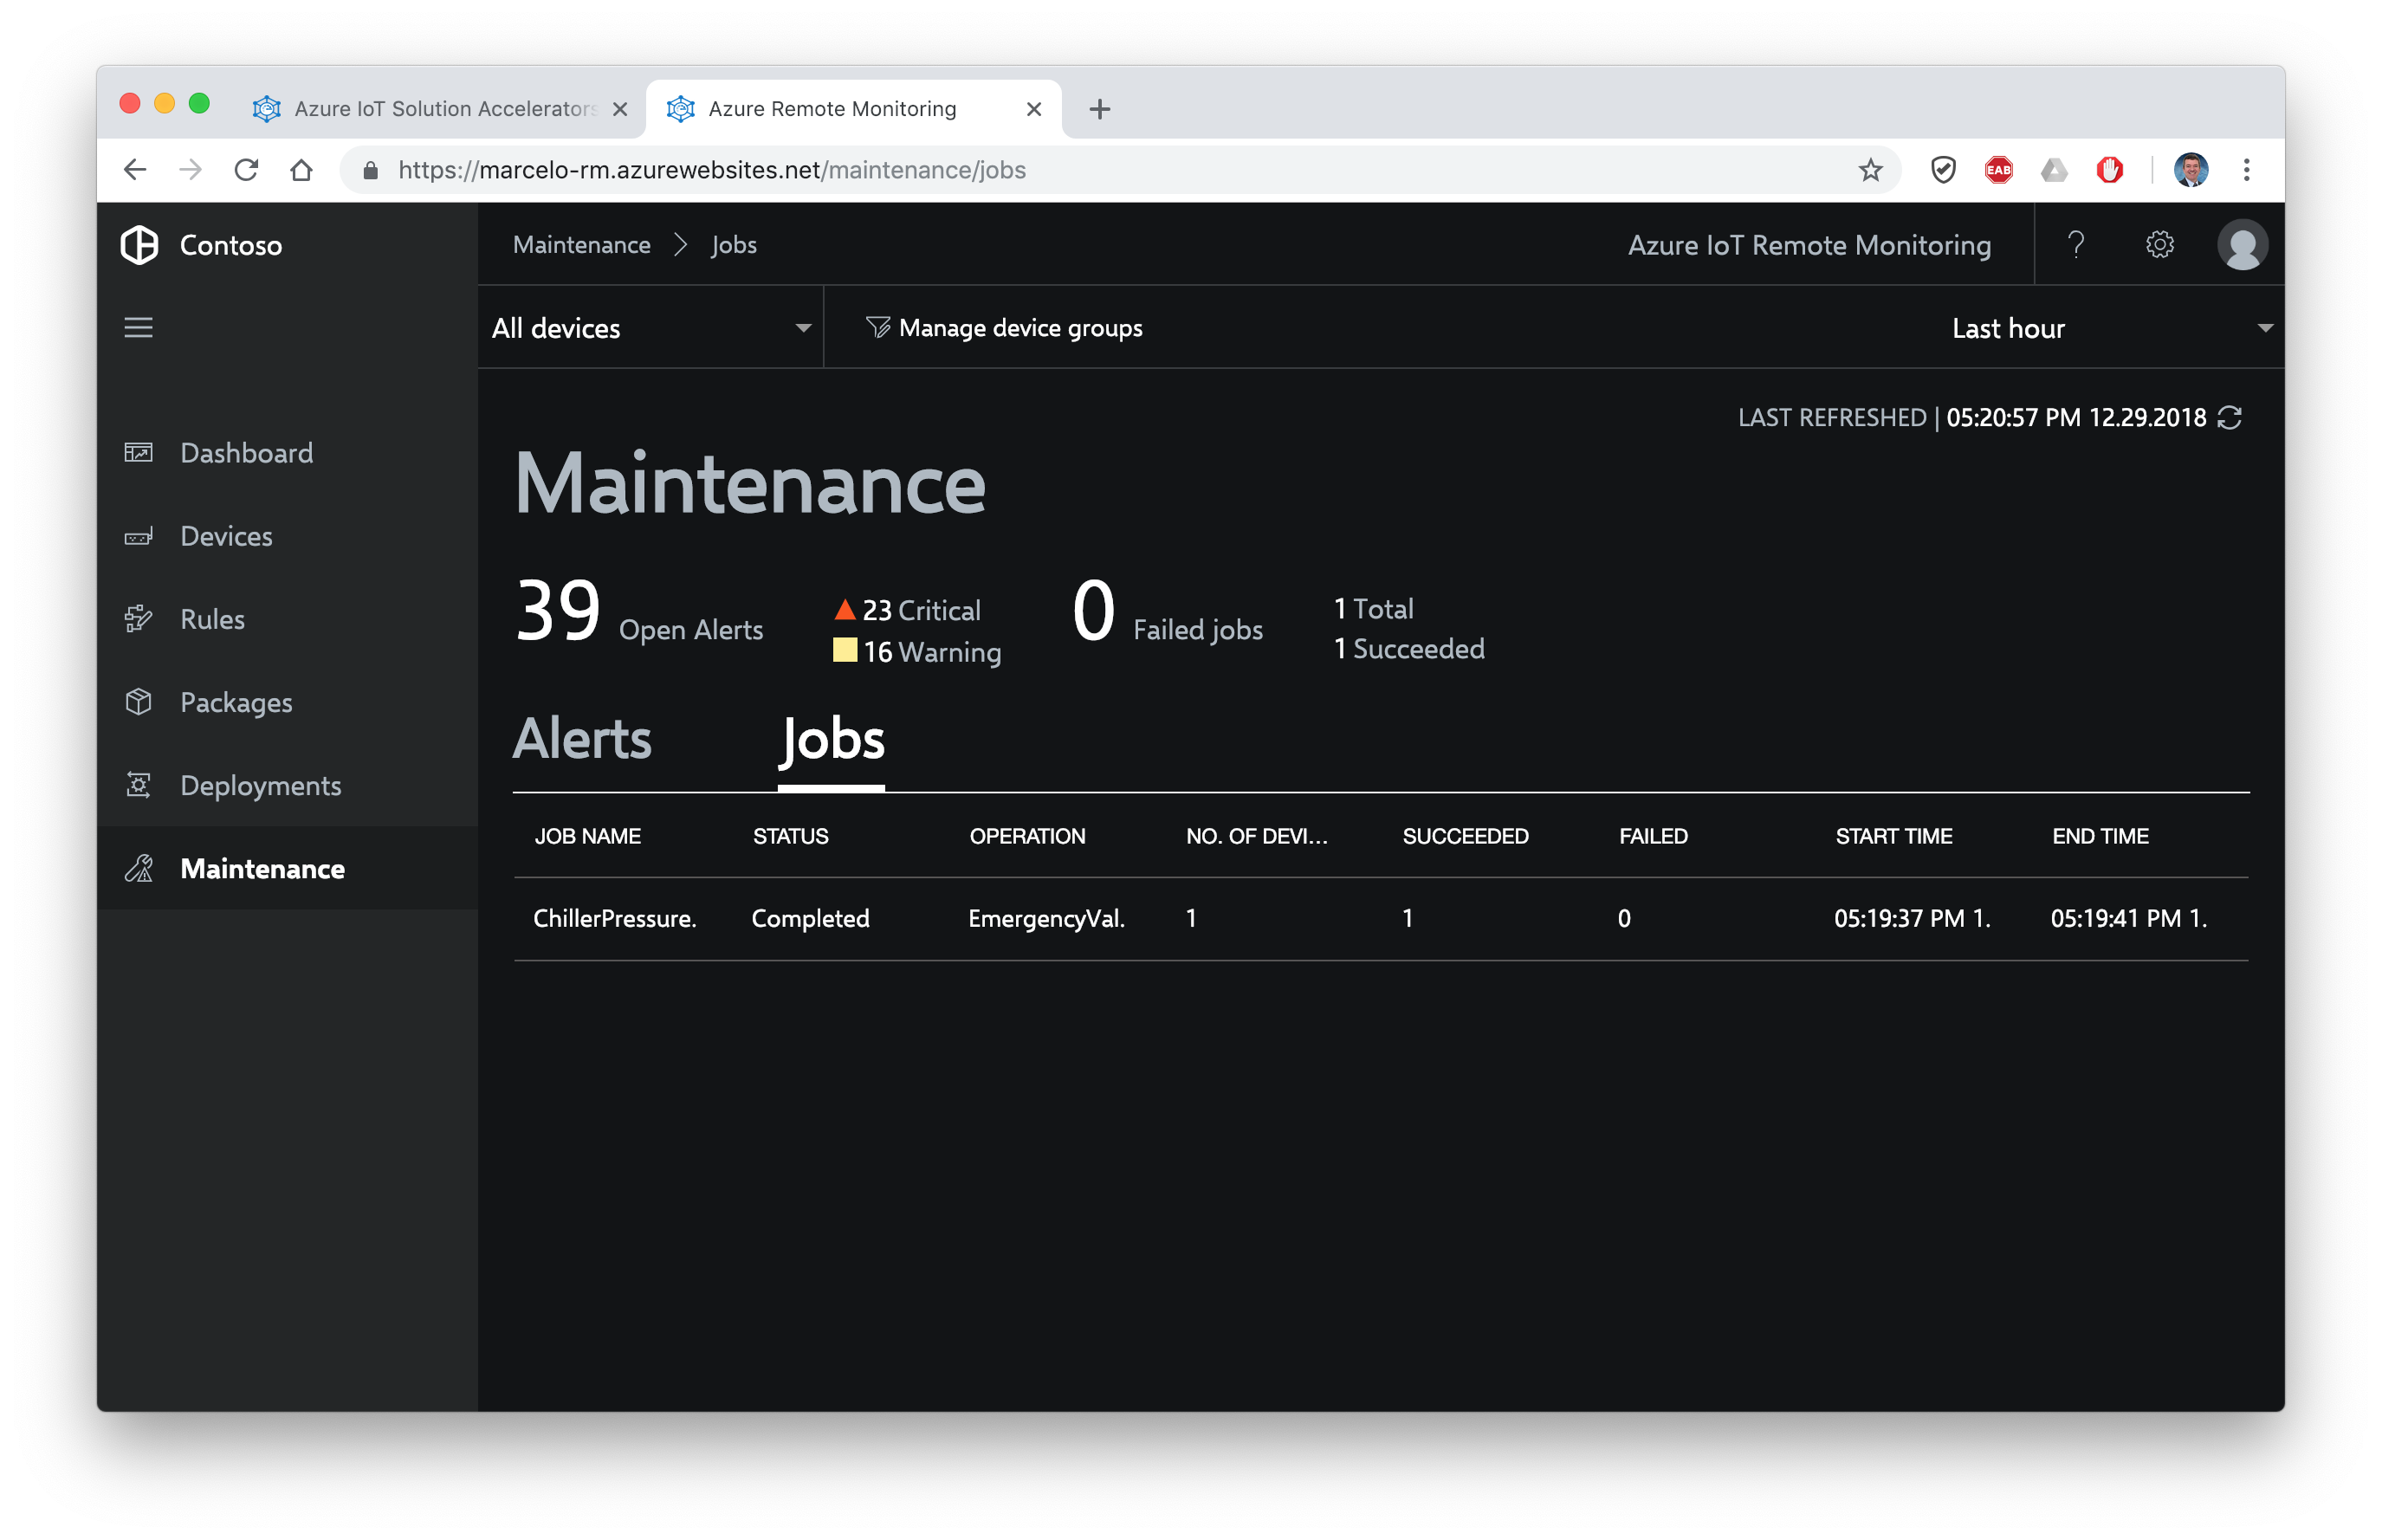 Azure IoT Solution Accelerators
Azure Remote Monitoring
https://marcelo-rm.azurewebsites.net/maintenance/jobs
EAB
Contoso
Maintenance > Jobs
Azure IoT Remote Monitoring
?
All devices
Manage device groups
Last hour
LAST REFRESHED | 05:20:57 PM 12.29.2018
Dashboard
Devices
Rules
Packages
Deployments
Maintenance
Maintenance
39 Open Alerts
23 Critical
16 Warning
0 Failed jobs
1 Total
1 Succeeded
Alerts
Jobs
JOB NAME STATUS OPERATION NO. OF DEVI... SUCCEEDED FAILED START TIME END TIME
ChillerPressure. Completed EmergencyVal. 1 1 0 05:19:37 PM 1. 05:19:41 PM 1.